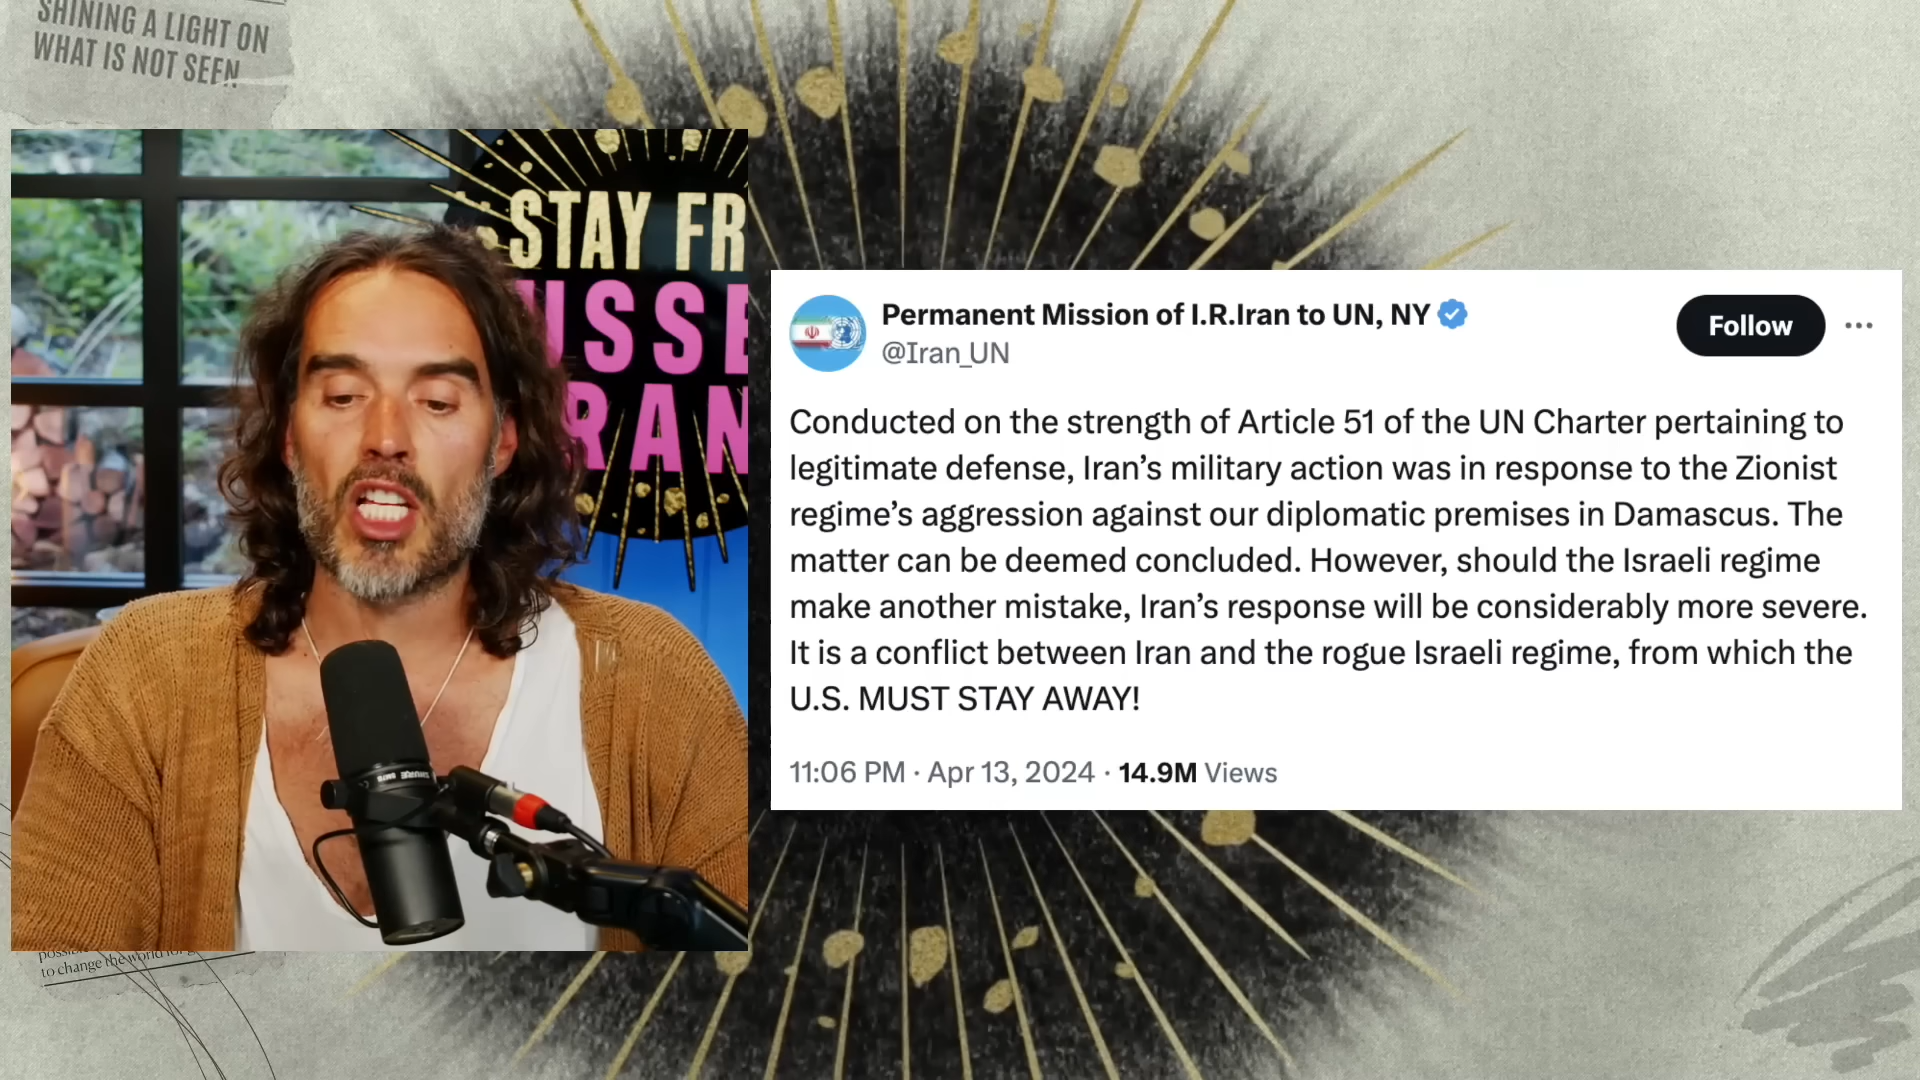 SHINING A LIGHT ON
WHAT IS NOT SEEN
STAY FR
USSE
RAN
SHURE SM7B
Permanent Mission of I.R.Iran to UN, NY
@Iran_UN
Follow
Conducted on the strength of Article 51 of the UN Charter pertaining to
legitimate defense, Iran’s military action was in response to the Zionist
regime’s aggression against our diplomatic premises in Damascus. The
matter can be deemed concluded. However, should the Israeli regime
make another mistake, Iran’s response will be considerably more severe.
It is a conflict between Iran and the rogue Israeli regime, from which the
U.S. MUST STAY AWAY!
11:06 PM · Apr 13, 2024 · 14.9M Views
to change the world